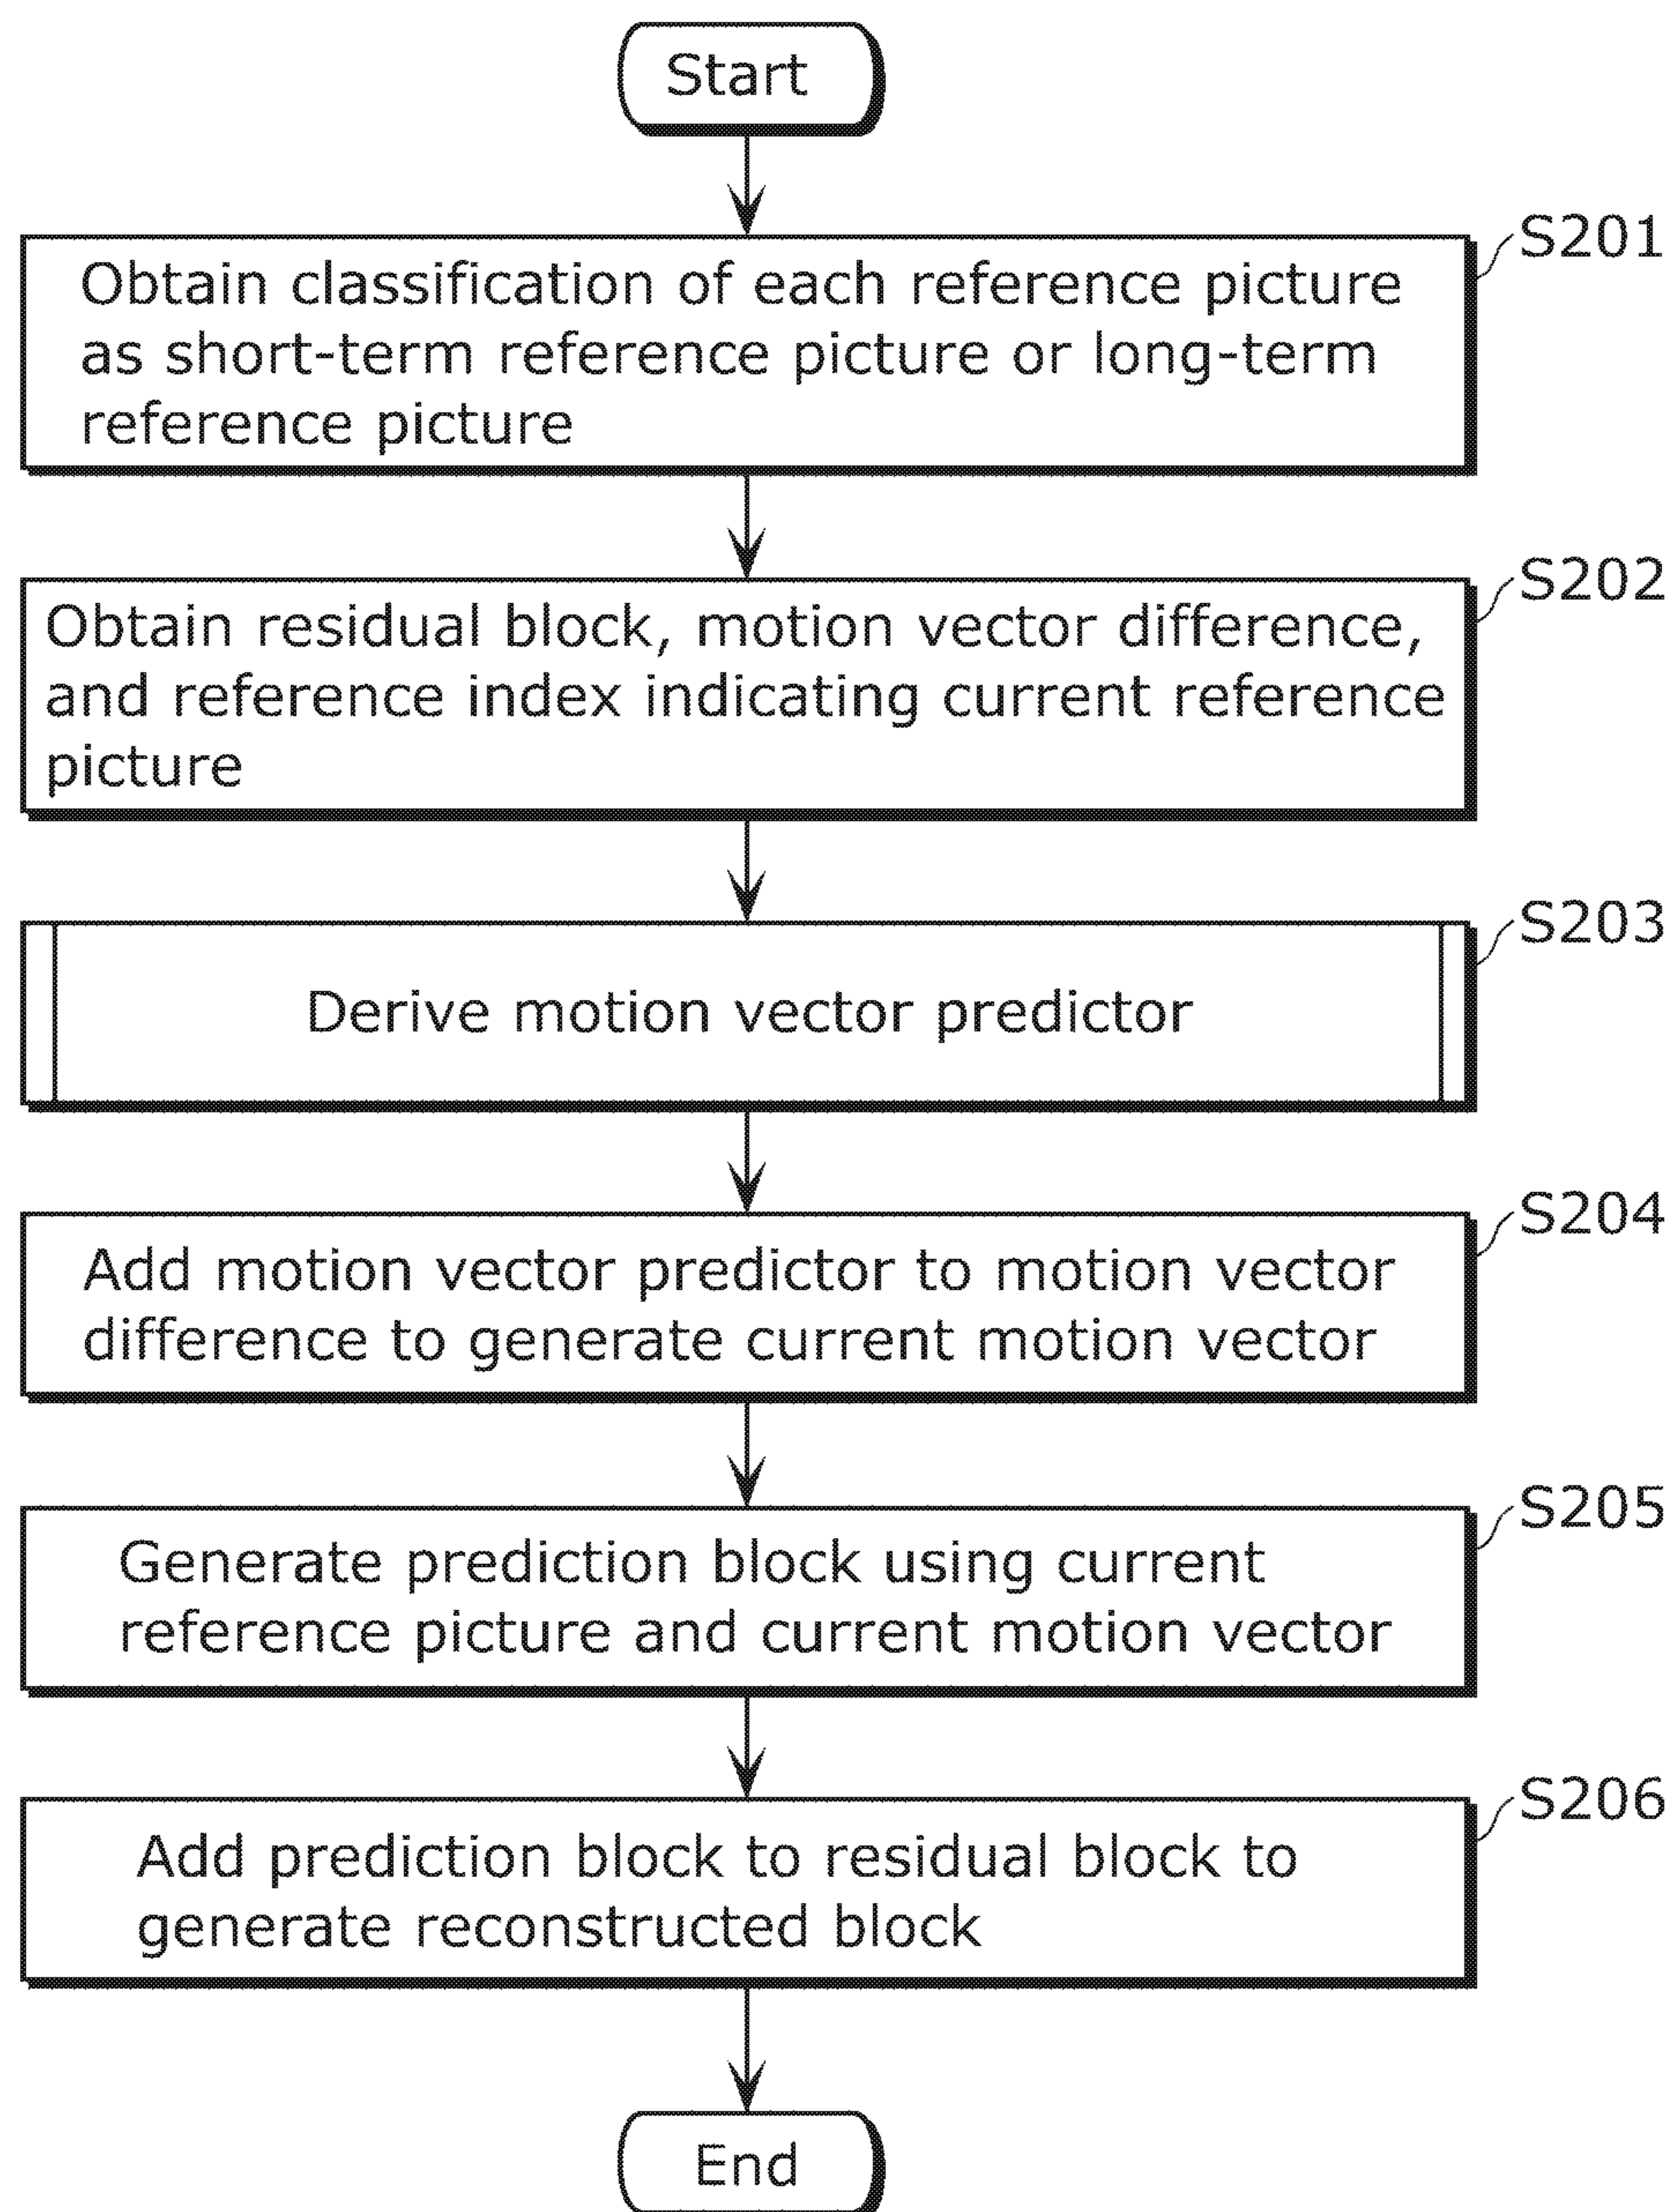 Start
S201
Obtain classification of each reference picture
as short-term reference picture or long-term
reference picture
S202
Obtain residual block, motion vector difference,
and reference index indicating current reference
picture
S203
Derive motion vector predictor
S204
Add motion vector predictor to motion vector
difference to generate current motion vector
S205
Generate prediction block using current
reference picture and current motion vector
S206
Add prediction block to residual block to
generate reconstructed block
End